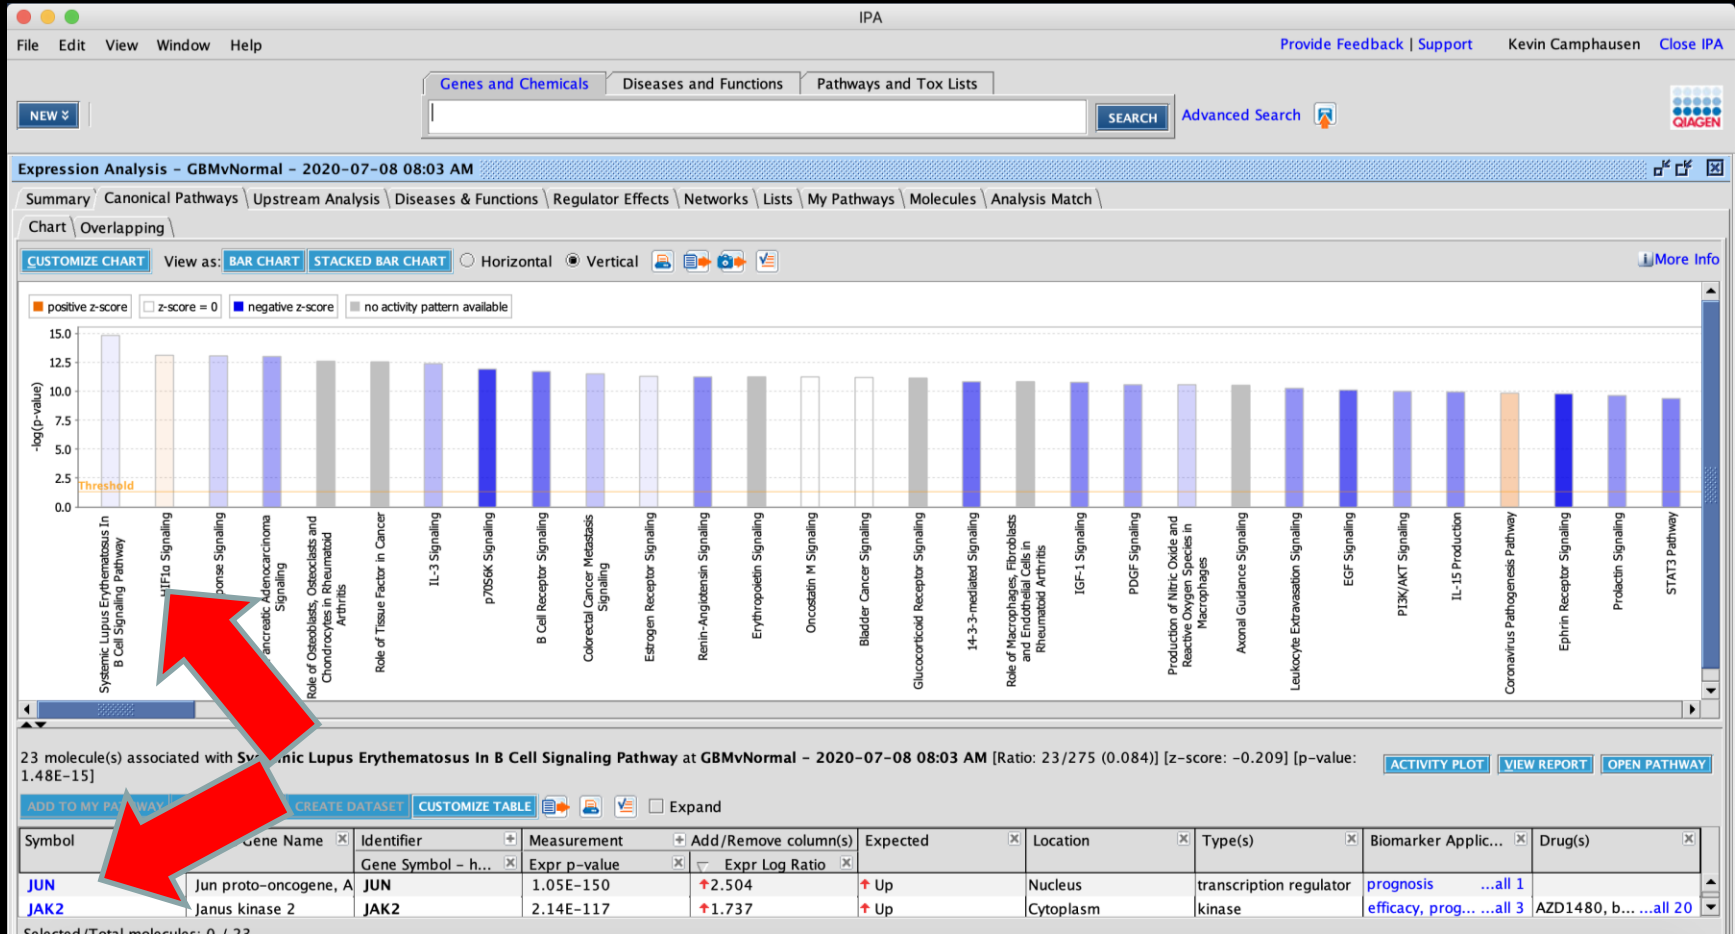 IPA
File Edit View Window Help
Provide Feedback | Support Kevin Camphausen Close IPA
Genes and Chemicals Diseases and Functions Pathways and Tox Lists
NEW
SEARCH Advanced Search
QIAGEN
Expression Analysis - GBMvNormal - 2020-07-08 08:03 AM
Summary Canonical Pathways Upstream Analysis Diseases & Functions Regulator Effects Networks Lists My Pathways Molecules Analysis Match
Chart Overlapping
CUSTOMIZE CHART View as: BAR CHART STACKED BAR CHART Horizontal Vertical
More Info
positive z-score z-score = 0 negative z-score no activity pattern available
15.0
12.5
10.0
7.5
5.0
2.5
0.0
-log(p-value)
Threshold
Systemic Lupus Erythematosus In
B Cell Signaling Pathway
HIF1α Signaling
Signaling
Adenocarcinoma
Signaling
Role of Osteoblasts, Osteoclasts and
Chondrocytes in Rheumatoid
Arthritis
Role of Tissue Factor in Cancer
IL-3 Signaling
p70S6K Signaling
B Cell Receptor Signaling
Colorectal Cancer Metastasis
Signaling
Estrogen Receptor Signaling
Renin-Angiotensin Signaling
Erythropoietin Signaling
Oncostatin M Signaling
Bladder Cancer Signaling
Glucocorticoid Receptor Signaling
14-3-3-mediated Signaling
Role of Macrophages, Fibroblasts
and Endothelial Cells in
Rheumatoid Arthritis
IGF-1 Signaling
PDGF Signaling
Production of Nitric Oxide and
Reactive Oxygen Species in
Macrophages
Axonal Guidance Signaling
Leukocyte Extravasation Signaling
EGF Signaling
PI3K/AKT Signaling
IL-15 Production
Coronavirus Pathogenesis Pathway
Ephrin Receptor Signaling
Prolactin Signaling
STAT3 Pathway
23 molecule(s) associated with Lupus Erythematosus In B Cell Signaling Pathway at GBMvNormal - 2020-07-08 08:03 AM [Ratio: 23/275 (0.084)] [z-score: -0.209] [p-value:
1.48E-15]
ACTIVITY PLOT VIEW REPORT OPEN PATHWAY
ADD TO MY CREATE DATASET CUSTOMIZE TABLE Expand
Symbol Gene Name Identifier Measurement Add/Remove column(s) Expected Location Type(s) Biomarker Applic... Drug(s)
Gene Symbol - h... Expr p-value Expr Log Ratio
JUN Jun proto-oncogene, A JUN 1.05E-150 2.504 Up Nucleus transcription regulator prognosis ...all 1
JAK2 Janus kinase 2 JAK2 2.14E-117 1.737 Up Cytoplasm kinase efficacy, prog... ...all 3 AZD1480, b... ...all 20
Selected/Total molecules: 0 / 23